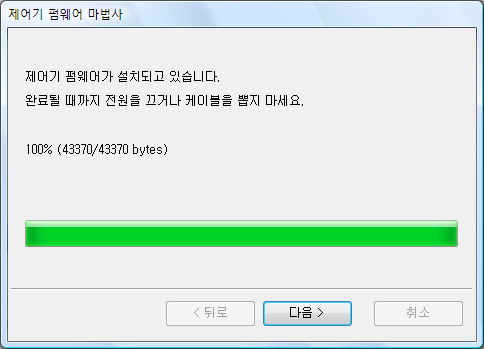 제어기 펌웨어 마법사
제어기 펌웨어가 설치되고 있습니다.
완료될 때까지 전원을 끄거나 케이블을 뽑지 마세요.
100% (43370/43370 bytes)
< 뒤로
다음 >
취소